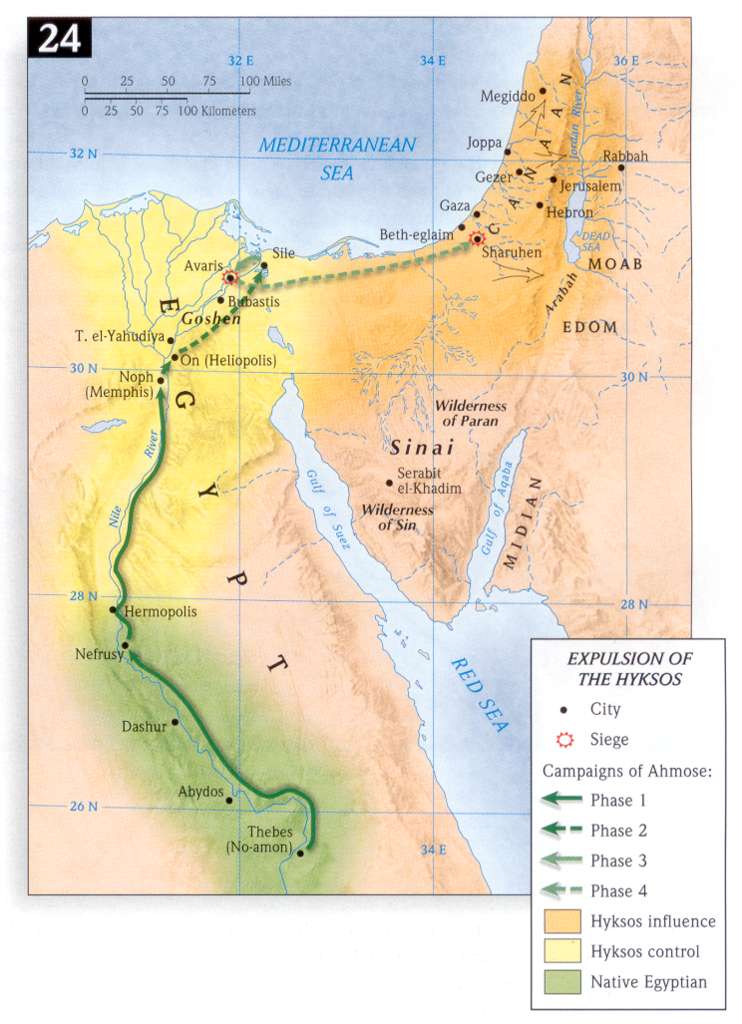 24
32 E
34 E
36 E
0 25 50 75 100 Miles
0 25 50 75 100 Kilometers
MEDITERRANEAN
SEA
32 N
Megiddo
Joppa
Gezer
CANAAN
Jordan River
Rabbah
Jerusalem
Hebron
Gaza
Beth-eglaim
Sharuhen
DEAD
SEA
MOAB
Arabah
EDOM
Avaris
Sile
Bubastis
Goshen
T. el-Yahudiya
On (Heliopolis)
Noph
(Memphis)
30 N
30 N
EGYPT
Wilderness
of Paran
Sinai
Serabit
el-Khadim
Wilderness
of Sin
Gulf of Suez
Gulf of Aqaba
MIDIAN
Nile River
28 N
28 N
Hermopolis
Nefrusy
RED SEA
Dashur
Abydos
26 N
Thebes
(No-amon)
34 E
EXPULSION OF
THE HYKSOS
City
Siege
Campaigns of Ahmose:
Phase 1
Phase 2
Phase 3
Phase 4
Hyksos influence
Hyksos control
Native Egyptian